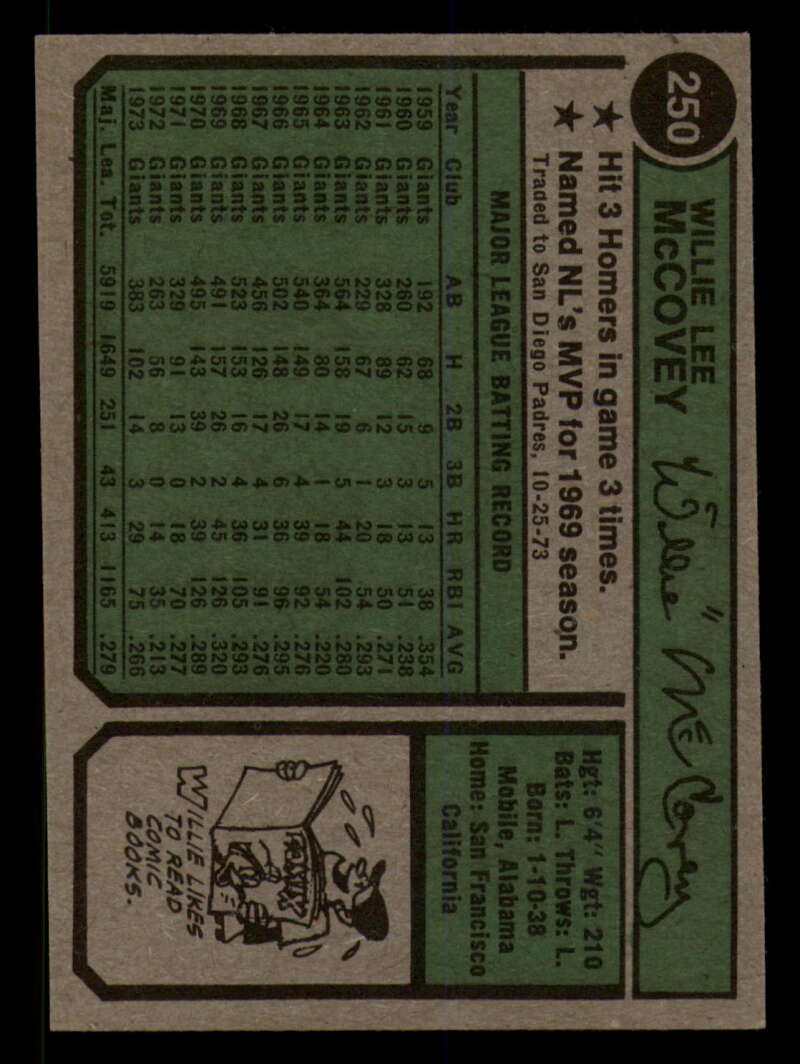 250
WILLIE LEE
McCOVEY
"Willie" McCovey
★ Hit 3 Homers in game 3 times.
★ Named NL's MVP for 1969 season.
Traded to San Diego Padres, 10-25-73
MAJOR LEAGUE BATTING RECORD
Year Club AB H 2B 3B HR RBI AVG
1959 Giants 192 68 9 5 13 38 .354
1960 Giants 260 62 15 3 13 51 .238
1961 Giants 328 89 12 3 18 50 .271
1962 Giants 229 67 6 1 20 54 .293
1963 Giants 564 158 19 5 44 102 .280
1964 Giants 364 80 14 1 18 54 .220
1965 Giants 540 149 17 4 39 92 .276
1966 Giants 502 148 26 6 36 96 .295
1967 Giants 456 126 17 4 31 91 .276
1968 Giants 523 153 16 4 36 105 .293
1969 Giants 491 157 26 2 45 126 .320
1970 Giants 495 143 39 2 39 126 .289
1971 Giants 329 91 13 0 18 70 .277
1972 Giants 263 56 8 0 14 35 .213
1973 Giants 383 102 14 3 29 75 .266
Maj. Lea. Tot. 5919 1649 251 43 413 1165 .279
Hgt: 6'4" Wgt: 210
Bats: L. Throws: L.
Born: 1-10-38
Mobile, Alabama
Home: San Francisco
California
COMIX
WILLIE LIKES
TO READ
COMIC
BOOKS.